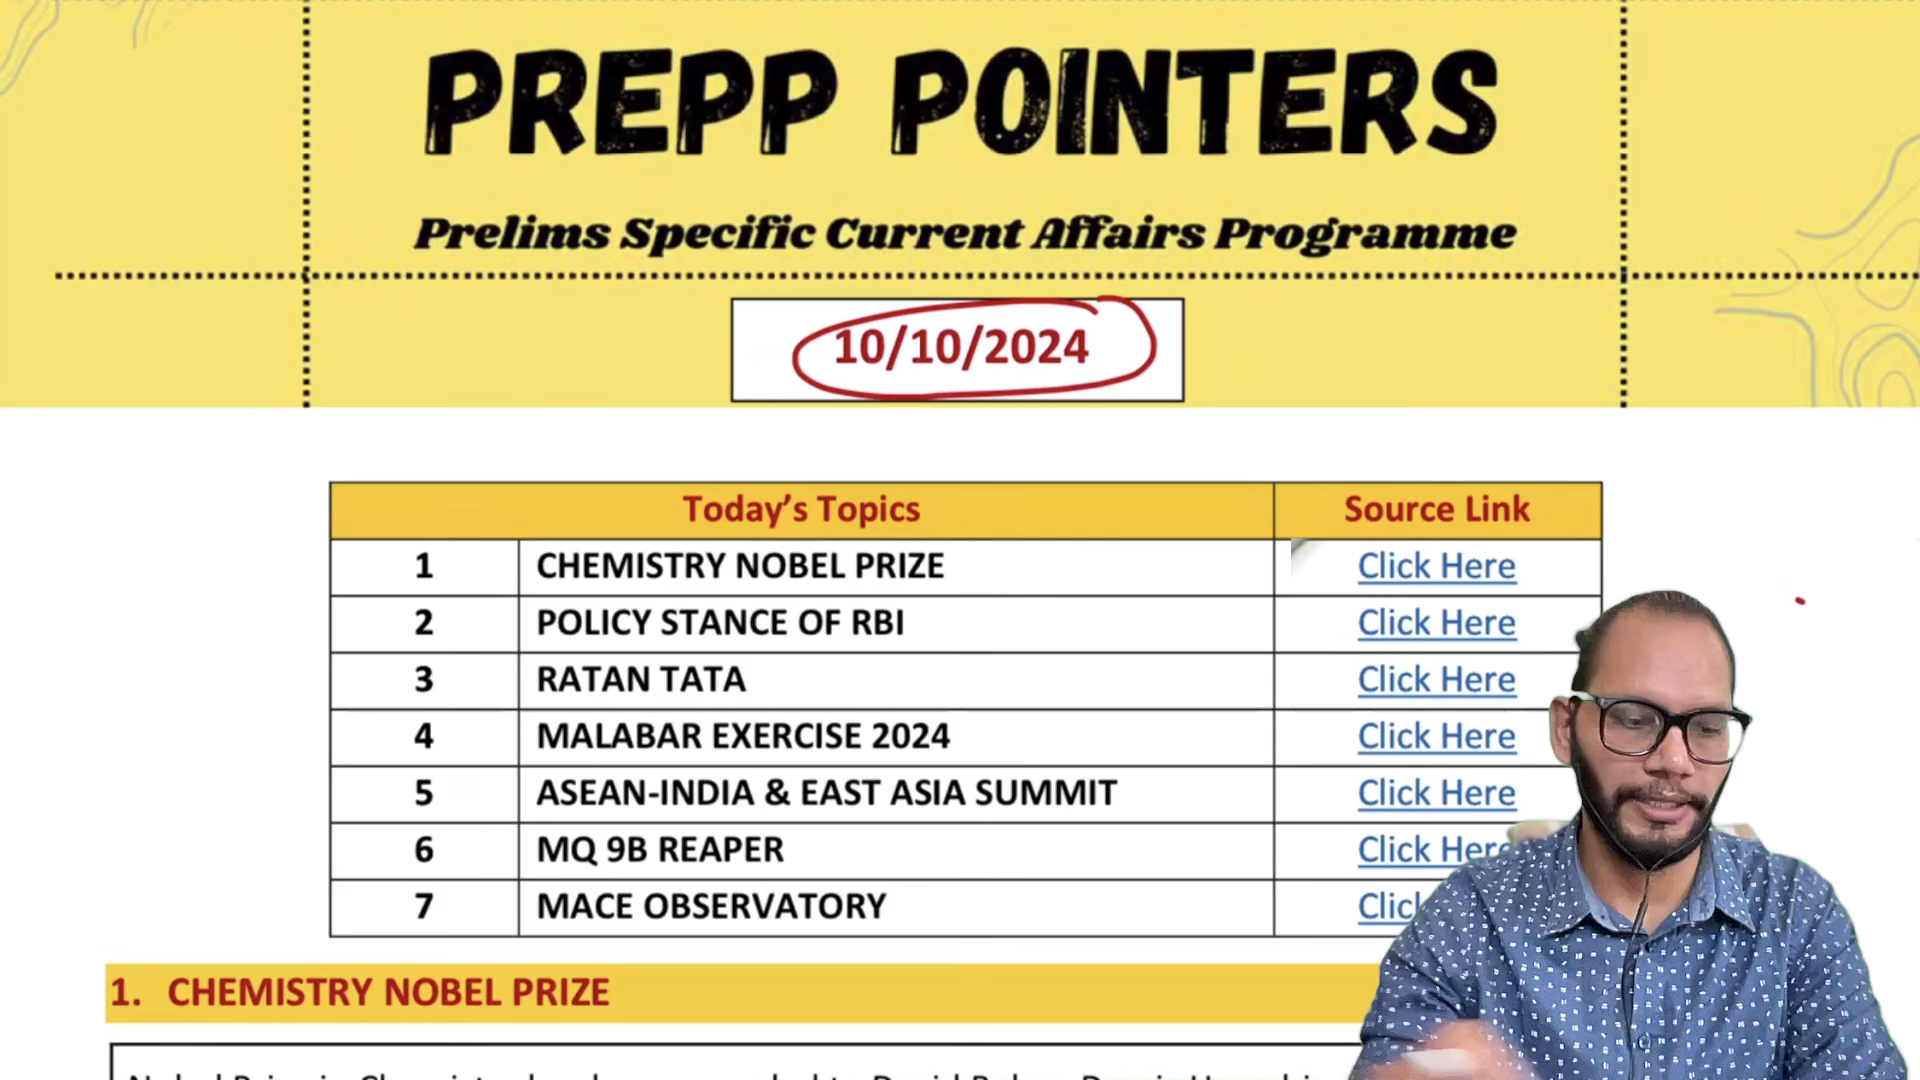 PREPP POINTERS
Prelims Specific Current Affairs Programme
10/10/2024
Today's Topics Source Link
1 CHEMISTRY NOBEL PRIZE Click Here
2 POLICY STANCE OF RBI Click Here
3 RATAN TATA Click Here
4 MALABAR EXERCISE 2024 Click Here
5 ASEAN-INDIA & EAST ASIA SUMMIT Click Here
6 MQ 9B REAPER Click Here
7 MACE OBSERVATORY Clic
1. CHEMISTRY NOBEL PRIZE